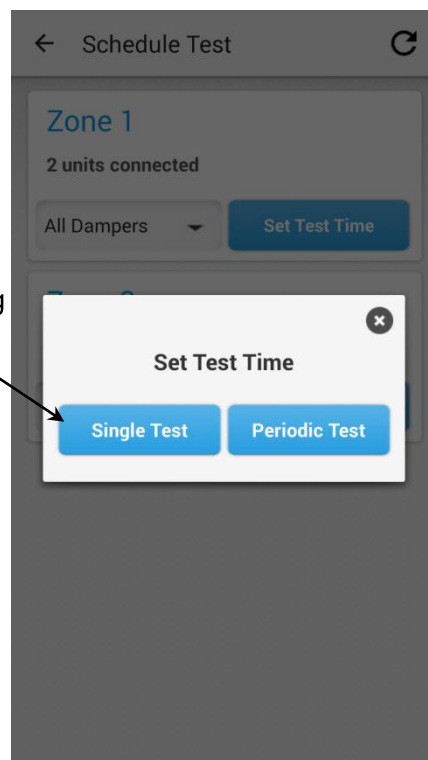 Schedule Test
Zone 1
2 units connected
All Dampers
Set Test Time
g
Set Test Time
Single Test
Periodic Test